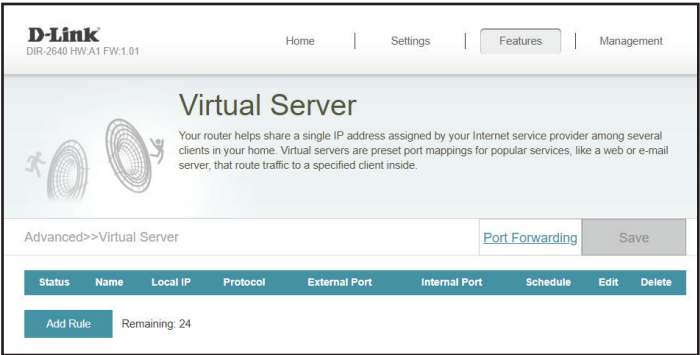 D-Link
DIR-2640 HW:A1 FW:1.01
Home | Settings | Features | Management
Virtual Server
Your router helps share a single IP address assigned by your Internet service provider among several
clients in your home. Virtual servers are preset port mappings for popular services, like a web or e-mail
server, that route traffic to a specified client inside.
Advanced>>Virtual Server Port Forwarding Save
Status Name Local IP Protocol External Port Internal Port Schedule Edit Delete
Add Rule Remaining: 24